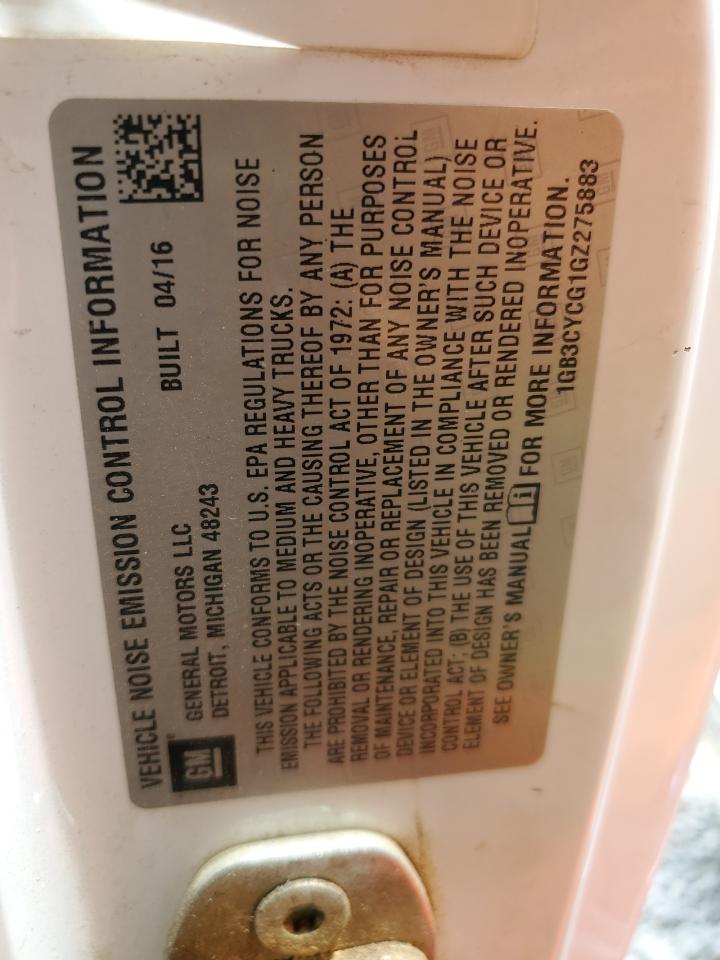 VEHICLE NOISE EMISSION CONTROL INFORMATION
GM
GENERAL MOTORS LLC
DETROIT, MICHIGAN 48243
BUILT 04/16
THIS VEHICLE CONFORMS TO U.S. EPA REGULATIONS FOR NOISE
EMISSION APPLICABLE TO MEDIUM AND HEAVY TRUCKS.
THE FOLLOWING ACTS OR THE CAUSING THEREOF BY ANY PERSON
ARE PROHIBITED BY THE NOISE CONTROL ACT OF 1972: (A) THE
REMOVAL OR RENDERING INOPERATIVE, OTHER THAN FOR PURPOSES
OF MAINTENANCE, REPAIR OR REPLACEMENT OF ANY NOISE CONTROL
DEVICE OR ELEMENT OF DESIGN (LISTED IN THE OWNER'S MANUAL)
INCORPORATED INTO THIS VEHICLE IN COMPLIANCE WITH THE NOISE
CONTROL ACT; (B) THE USE OF THIS VEHICLE AFTER SUCH DEVICE OR
ELEMENT OF DESIGN HAS BEEN REMOVED OR RENDERED INOPERATIVE.
SEE OWNER'S MANUAL i FOR MORE INFORMATION.
1GB3CYCG1GZ275883